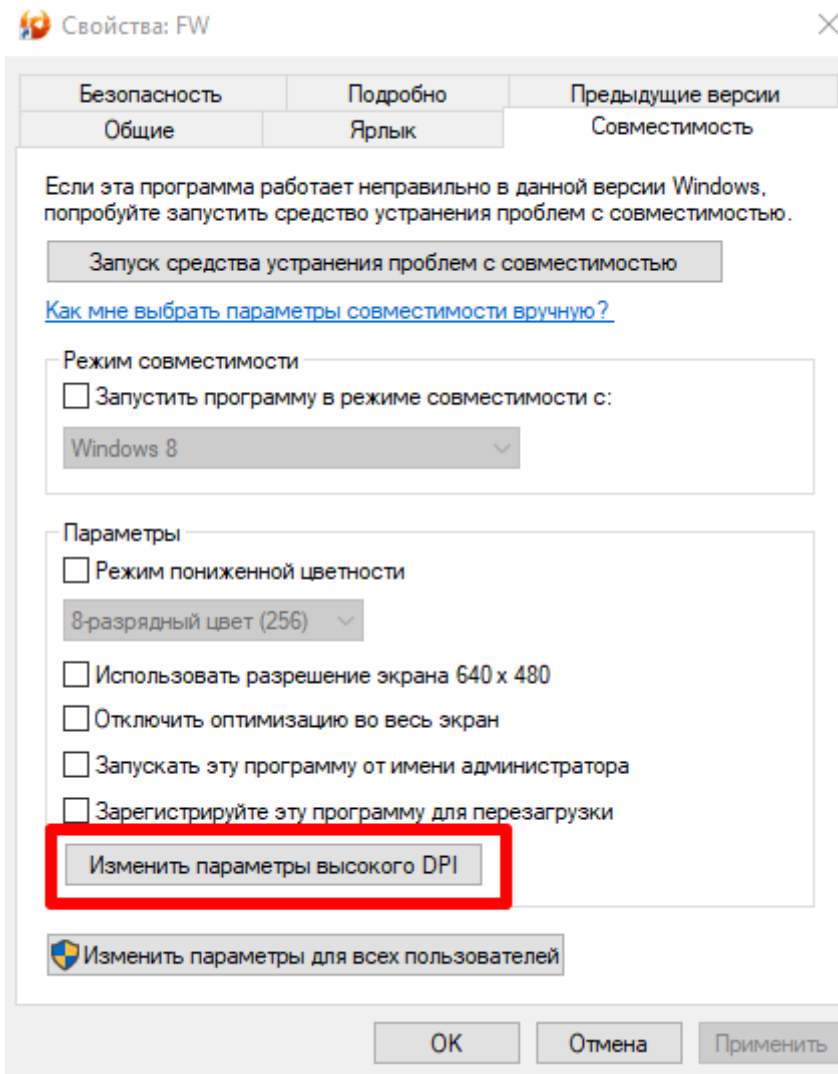 Свойства: FW
Безопасность Подробно Предыдущие версии
Общие Ярлык Совместимость
Если эта программа работает неправильно в данной версии Windows,
попробуйте запустить средство устранения проблем с совместимостью.
Запуск средства устранения проблем с совместимостью
Как мне выбрать параметры совместимости вручную?
Режим совместимости
Запустить программу в режиме совместимости с:
Windows 8
Параметры
Режим пониженной цветности
8-разрядный цвет (256)
Использовать разрешение экрана 640 x 480
Отключить оптимизацию во весь экран
Запускать эту программу от имени администратора
Зарегистрируйте эту программу для перезагрузки
Изменить параметры высокого DPI
Изменить параметры для всех пользователей
ОК Отмена Применить